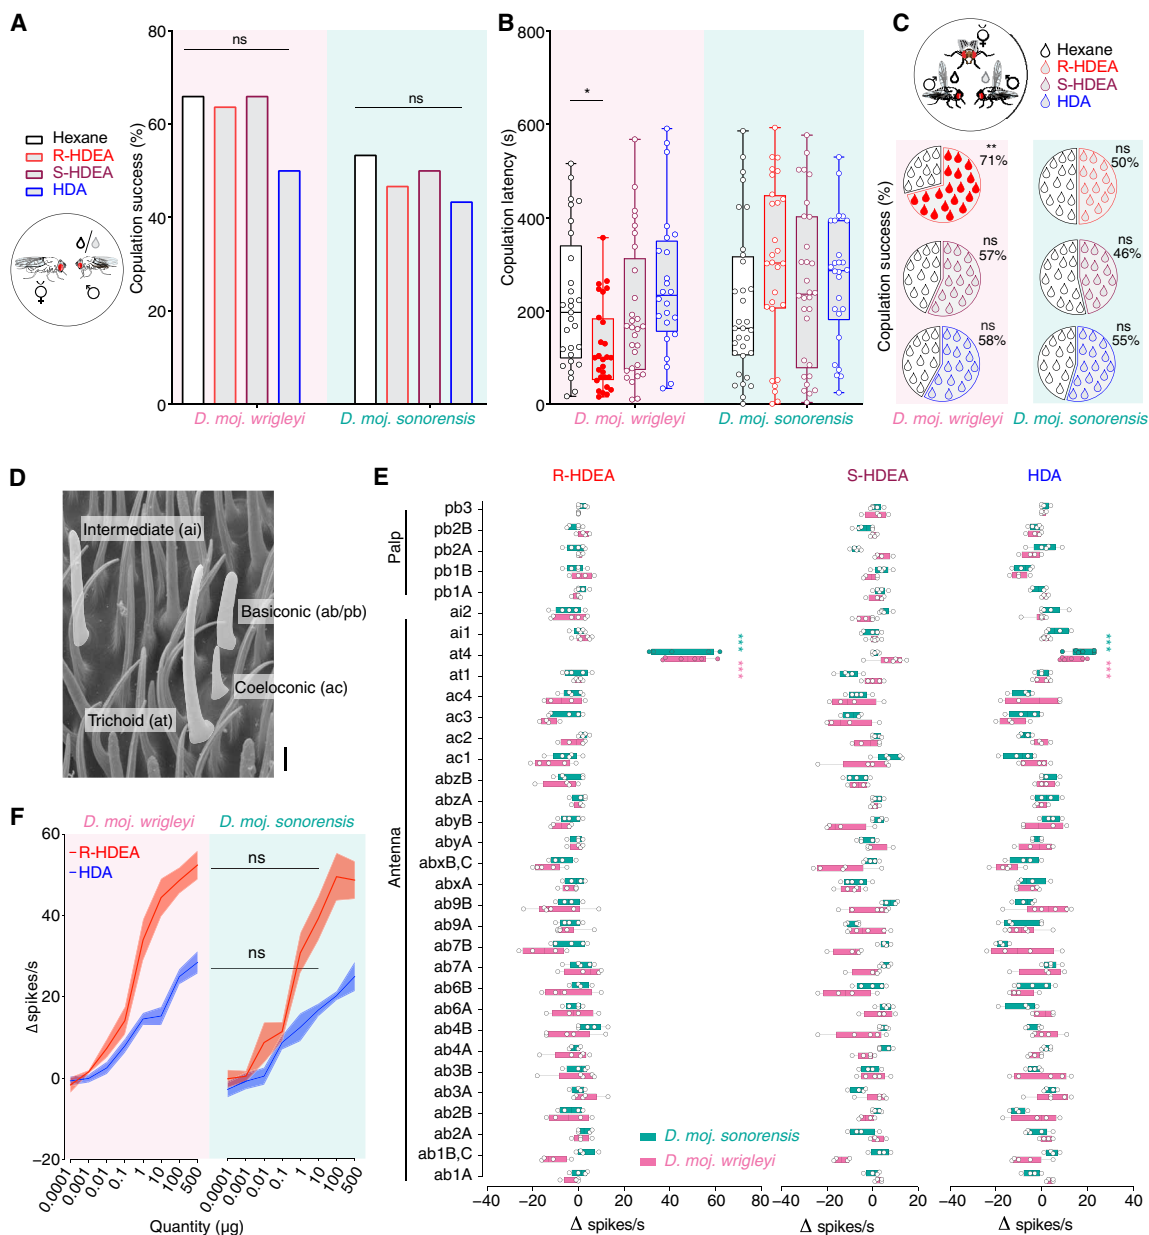 A
80
60
40
20
0
Copulation success (%)
ns
ns
Hexane
R-HDEA
S-HDEA
HDA
D. moj. wrigleyi
D. moj. sonorensis
B
800
600
400
200
0
Copulation latency (s)
*
D. moj. wrigleyi
D. moj. sonorensis
C
Hexane
R-HDEA
S-HDEA
HDA
Copulation success (%)
**
71%
ns
50%
ns
57%
ns
46%
ns
58%
ns
55%
D. moj. wrigleyi
D. moj. sonorensis
D
Intermediate (ai)
Basiconic (ab/pb)
Coeloconic (ac)
Trichoid (at)
E
R-HDEA
S-HDEA
HDA
Palp
Antenna
pb3
pb2B
pb2A
pb1B
pb1A
ai2
ai1
at4
at1
ac4
ac3
ac2
ac1
abzB
abzA
abyB
abyA
abxB,C
abxA
ab9B
ab9A
ab7B
ab7A
ab6B
ab6A
ab4B
ab4A
ab3B
ab3A
ab2B
ab2A
ab1B,C
ab1A
***
***
***
***
D. moj. sonorensis
D. moj. wrigleyi
−40 −20 0 20 40 60 80
Δ spikes/s
−40 −20 0 20
Δ spikes/s
−40 −20 0 20 40
Δ spikes/s
F
D. moj. wrigleyi
D. moj. sonorensis
60
40
20
0
−20
Δ spikes/s
R-HDEA
HDA
ns
ns
0.0001 0.001 0.01 0.1 1 10 100 500
0.0001 0.001 0.01 0.1 1 10 100 500
Quantity (µg)